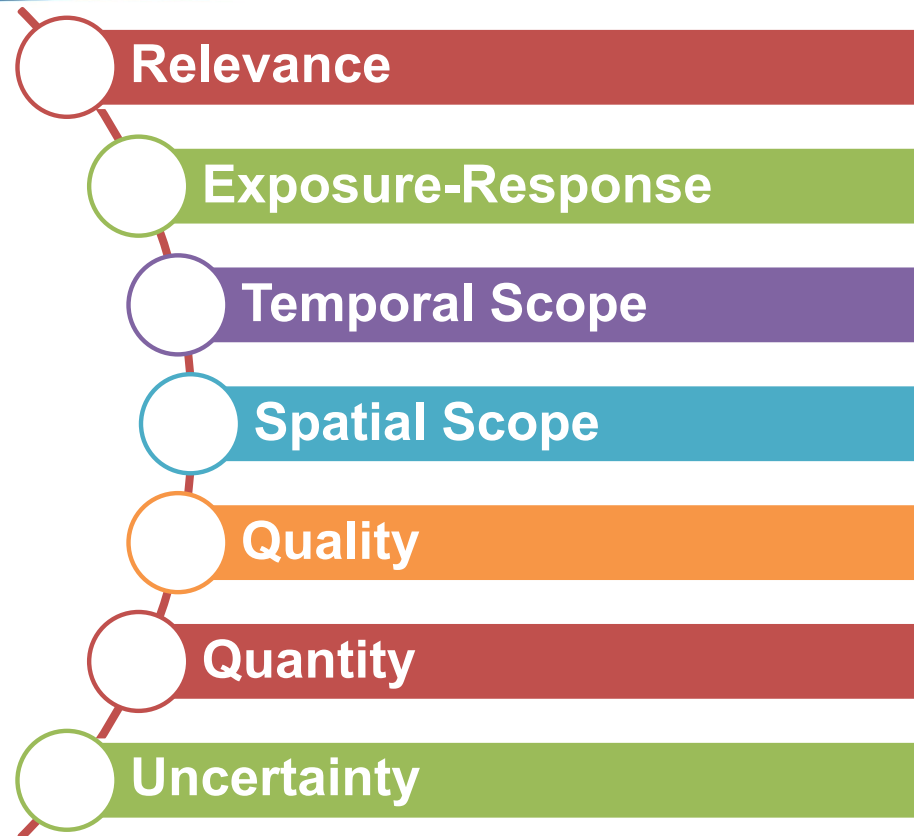 Relevance
Exposure-Response
Temporal Scope
Spatial Scope
Quality
Quantity
Uncertainty